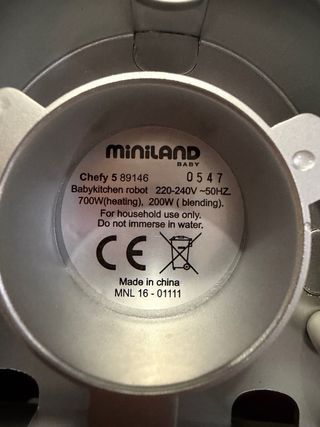 miniLAND
BABY
Chefy 5 89146 0547
Babykitchen robot 220-240V ~50HZ.
700W(heating), 200W ( blending).
For household use only.
Do not immerse in water.
CE
Made in china
MNL 16 - 01111